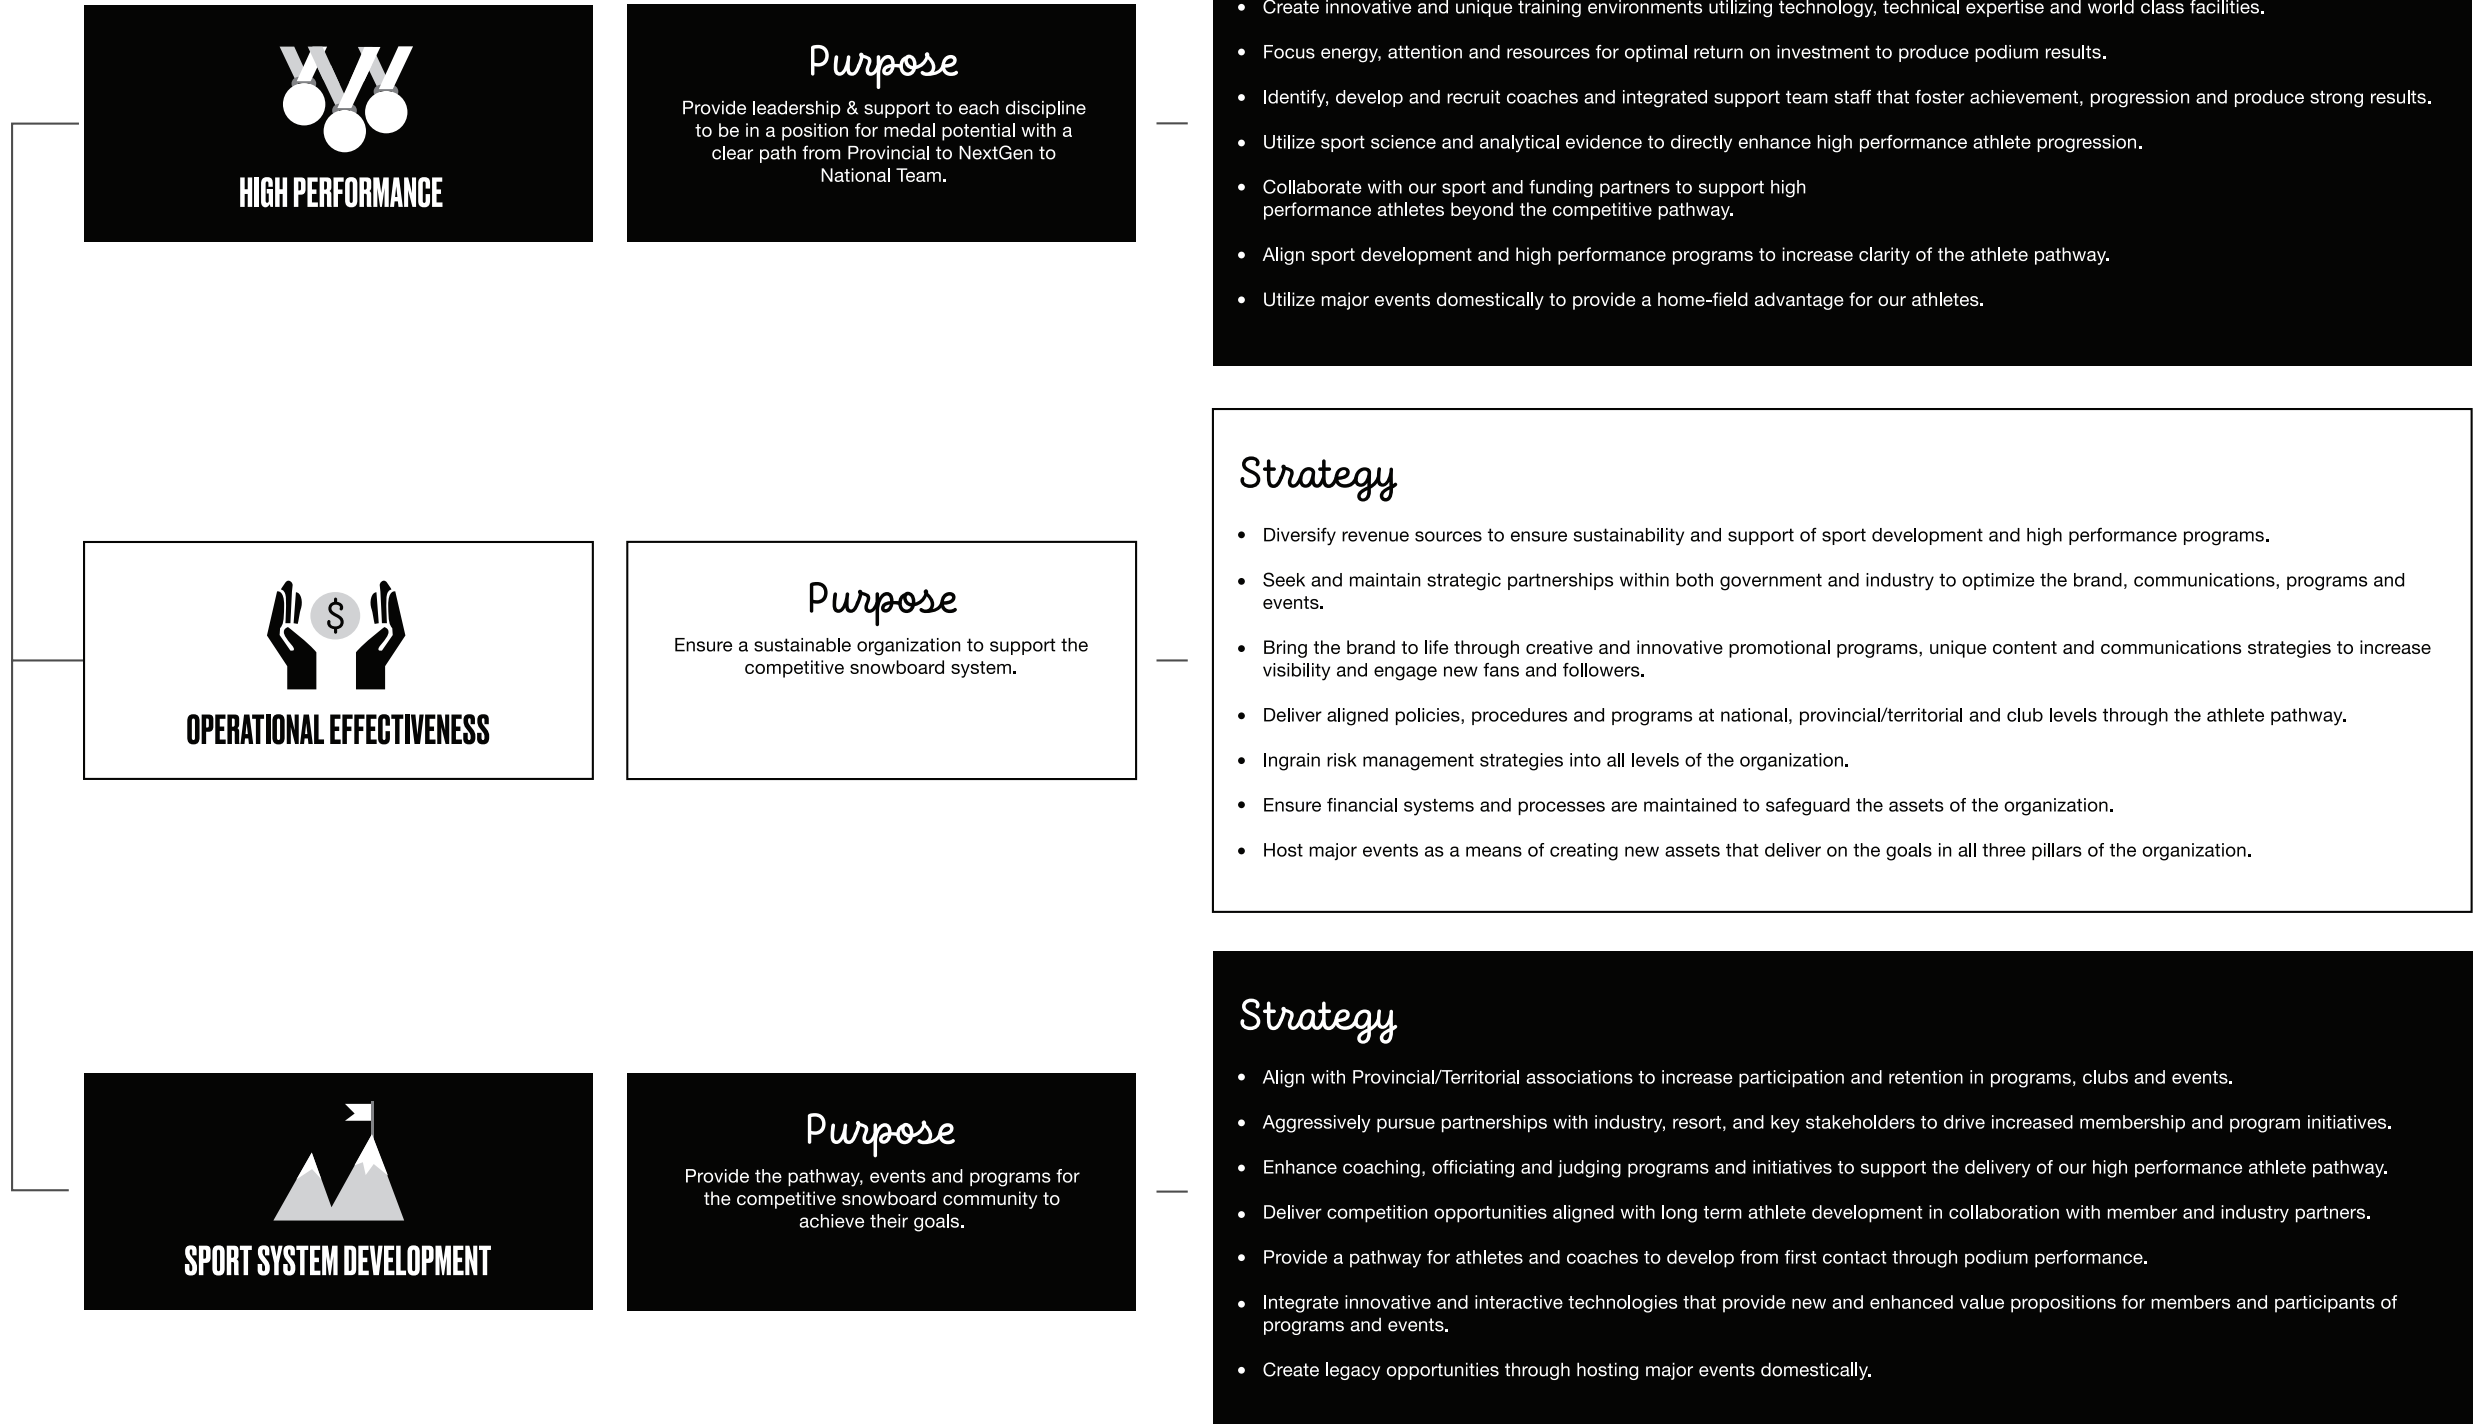 HIGH PERFORMANCE
Purpose
Provide leadership & support to each discipline
to be in a position for medal potential with a
clear path from Provincial to NextGen to
National Team.
• Create innovative and unique training environments utilizing technology, technical expertise and world class facilities.
• Focus energy, attention and resources for optimal return on investment to produce podium results.
• Identify, develop and recruit coaches and integrated support team staff that foster achievement, progression and produce strong results.
• Utilize sport science and analytical evidence to directly enhance high performance athlete progression.
• Collaborate with our sport and funding partners to support high
performance athletes beyond the competitive pathway.
• Align sport development and high performance programs to increase clarity of the athlete pathway.
• Utilize major events domestically to provide a home-field advantage for our athletes.
$
OPERATIONAL EFFECTIVENESS
Purpose
Ensure a sustainable organization to support the
competitive snowboard system.
Strategy
• Diversify revenue sources to ensure sustainability and support of sport development and high performance programs.
• Seek and maintain strategic partnerships within both government and industry to optimize the brand, communications, programs and
events.
• Bring the brand to life through creative and innovative promotional programs, unique content and communications strategies to increase
visibility and engage new fans and followers.
• Deliver aligned policies, procedures and programs at national, provincial/territorial and club levels through the athlete pathway.
• Ingrain risk management strategies into all levels of the organization.
• Ensure financial systems and processes are maintained to safeguard the assets of the organization.
• Host major events as a means of creating new assets that deliver on the goals in all three pillars of the organization.
SPORT SYSTEM DEVELOPMENT
Purpose
Provide the pathway, events and programs for
the competitive snowboard community to
achieve their goals.
Strategy
• Align with Provincial/Territorial associations to increase participation and retention in programs, clubs and events.
• Aggressively pursue partnerships with industry, resort, and key stakeholders to drive increased membership and program initiatives.
• Enhance coaching, officiating and judging programs and initiatives to support the delivery of our high performance athlete pathway.
• Deliver competition opportunities aligned with long term athlete development in collaboration with member and industry partners.
• Provide a pathway for athletes and coaches to develop from first contact through podium performance.
• Integrate innovative and interactive technologies that provide new and enhanced value propositions for members and participants of
programs and events.
• Create legacy opportunities through hosting major events domestically.